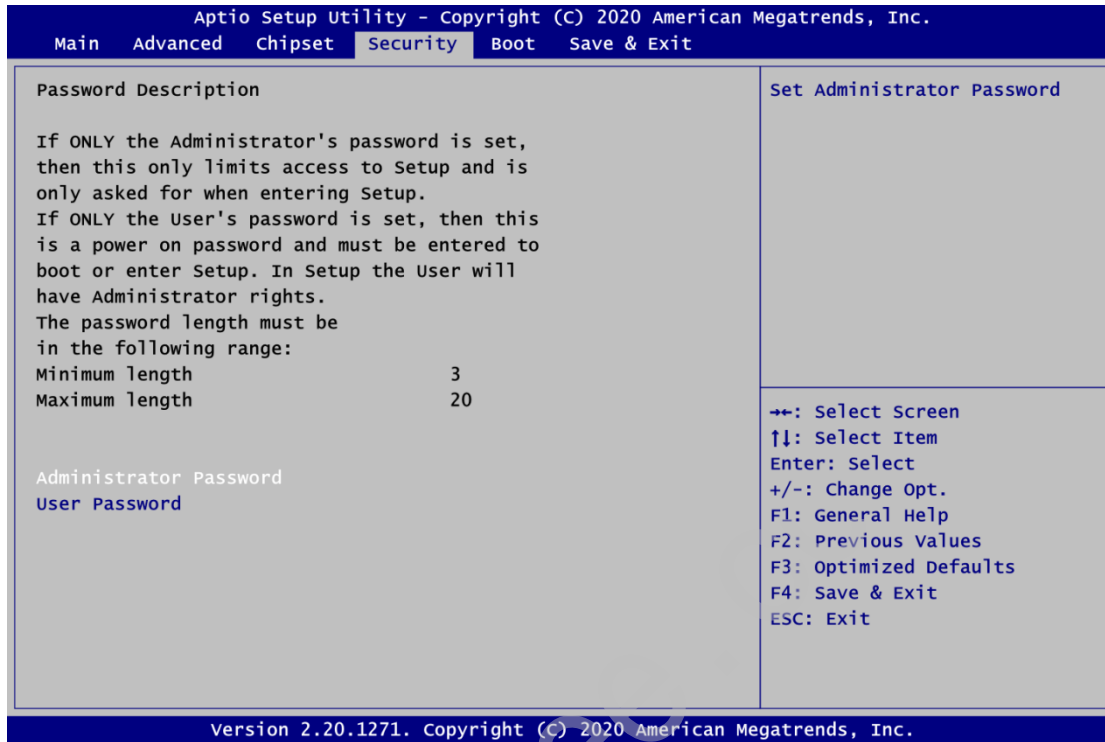 Aptio Setup Utility - Copyright (C) 2020 American Megatrends, Inc.
Main Advanced Chipset Security Boot Save & Exit
Password Description
If ONLY the Administrator's password is set,
then this only limits access to Setup and is
only asked for when entering Setup.
If ONLY the User's password is set, then this
is a power on password and must be entered to
boot or enter Setup. In Setup the User will
have Administrator rights.
The password length must be
in the following range:
Minimum length 3
Maximum length 20
Administrator Password
User Password
Set Administrator Password
→←: Select Screen
↑↓: Select Item
Enter: Select
+/-: Change Opt.
F1: General Help
F2: Previous Values
F3: Optimized Defaults
F4: Save & Exit
ESC: Exit
Version 2.20.1271. Copyright (C) 2020 American Megatrends, Inc.